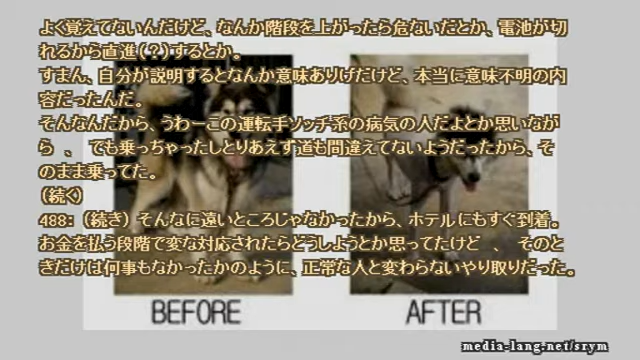 よく覚えてないんだけど、なんか階段を上がったら危ないだとか、電池が切
れるから直進(？)するとか。
すまん、自分が説明するとなんか意味ありげだけど、本当に意味不明の内
容だったんだ。
そんなんだから、うわーこの運転手ソッチ系の病気の人だよとか思いなが
ら　、　でも乗っちゃったしとりあえず道も間違えてないようだったから、そ
のまま乗ってた。
(続く)
488: (続き) そんなに遠いところじゃなかったから、ホテルにもすぐ到着。
お金を払う段階で変な対応されたらどうしようとか思ってたけど　、　そのと
きだけは何事もなかったかのように、正常な人と変わらないやり取りだった。
BEFORE
AFTER
media-lang.net/srym